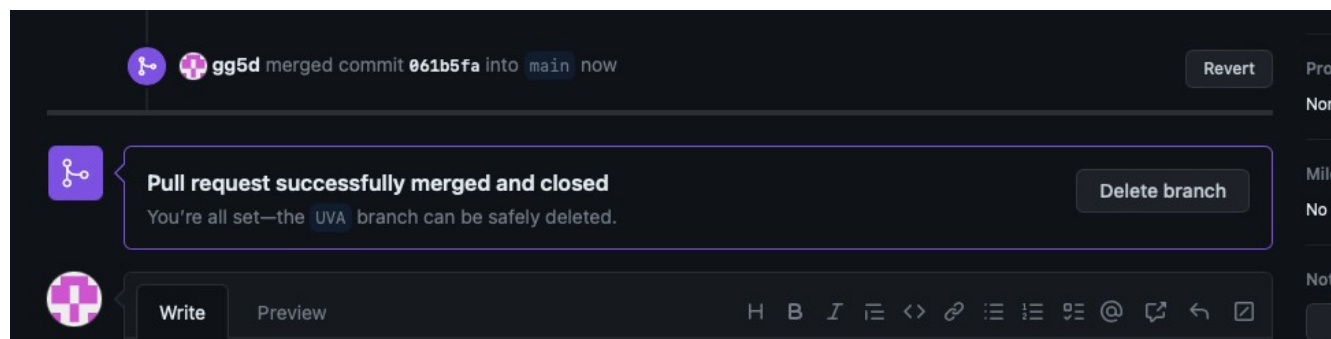 gg5d merged commit 061b5fa into main now
Revert
Pull request successfully merged and closed
You’re all set—the UVA branch can be safely deleted.
Delete branch
Write
Preview
No